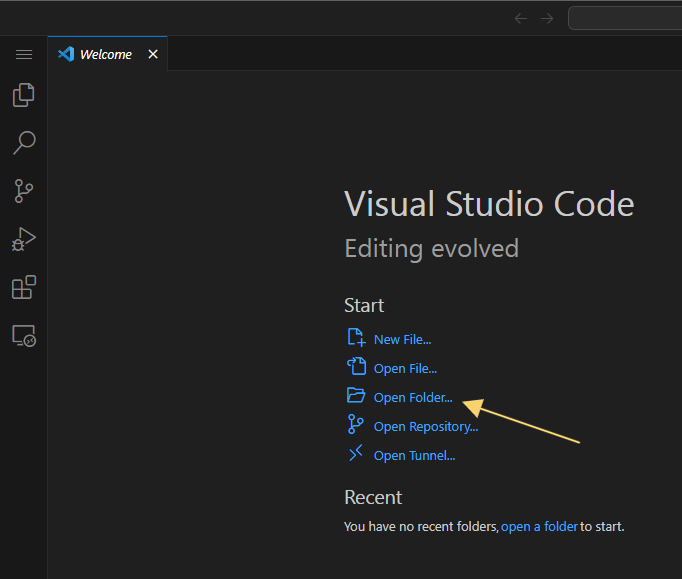 Welcome
Visual Studio Code
Editing evolved
Start
New File...
Open File...
Open Folder...
Open Repository...
Open Tunnel...
Recent
You have no recent folders, open a folder to start.